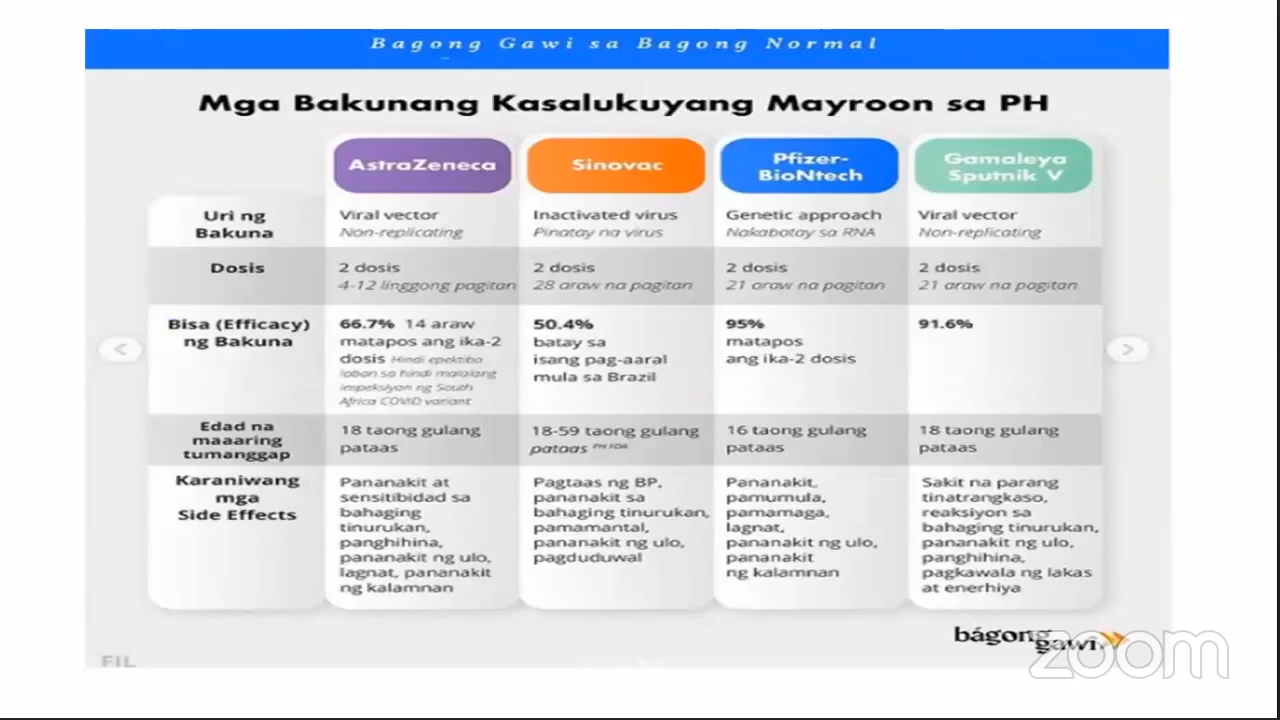 Bagong Gawi sa Bagong Normal
Mga Bakunang Kasalukuyang Mayroon sa PH
AstraZeneca
Sinovac
Pfizer-
BioNtech
Gamaleya
Sputnik V
Uri ng
Bakuna
Viral vector
Non-replicating
Inactivated virus
Pinatay na virus
Genetic approach
Nakabatay sa RNA
Viral vector
Non-replicating
Dosis
2 dosis
4-12 linggong pagitan
2 dosis
28 araw na pagitan
2 dosis
21 araw na pagitan
2 dosis
21 araw na pagitan
Bisa (Efficacy)
ng Bakuna
66.7% 14 araw
matapos ang ika-2
dosis Hindi epektibo
laban sa hindi malalang
impeksiyon ng South
Africa COVID variant
50.4%
batay sa
isang pag-aaral
mula sa Brazil
95%
matapos
ang ika-2 dosis
91.6%
Edad na
maaaring
tumanggap
18 taong gulang
pataas
18-59 taong gulang
pataas PH FDA
16 taong gulang
pataas
18 taong gulang
pataas
Karaniwang
mga
Side Effects
Pananakit at
sensitibidad sa
bahaging
tinurukan,
panghihina,
pananakit ng ulo,
lagnat, pananakit
ng kalamnan
Pagtaas ng BP,
pananakit sa
bahaging tinurukan,
pamamantal,
pananakit ng ulo,
pagduduwal
Pananakit,
pamumula,
pamamaga,
lagnat,
pananakit ng ulo,
pananakit
ng kalamnan
Sakit na parang
tinatrangkaso,
reaksiyon sa
bahaging tinurukan,
pananakit ng ulo,
panghihina,
pagkawala ng lakas
at enerhiya
bágong
gawi
zoom
FIL